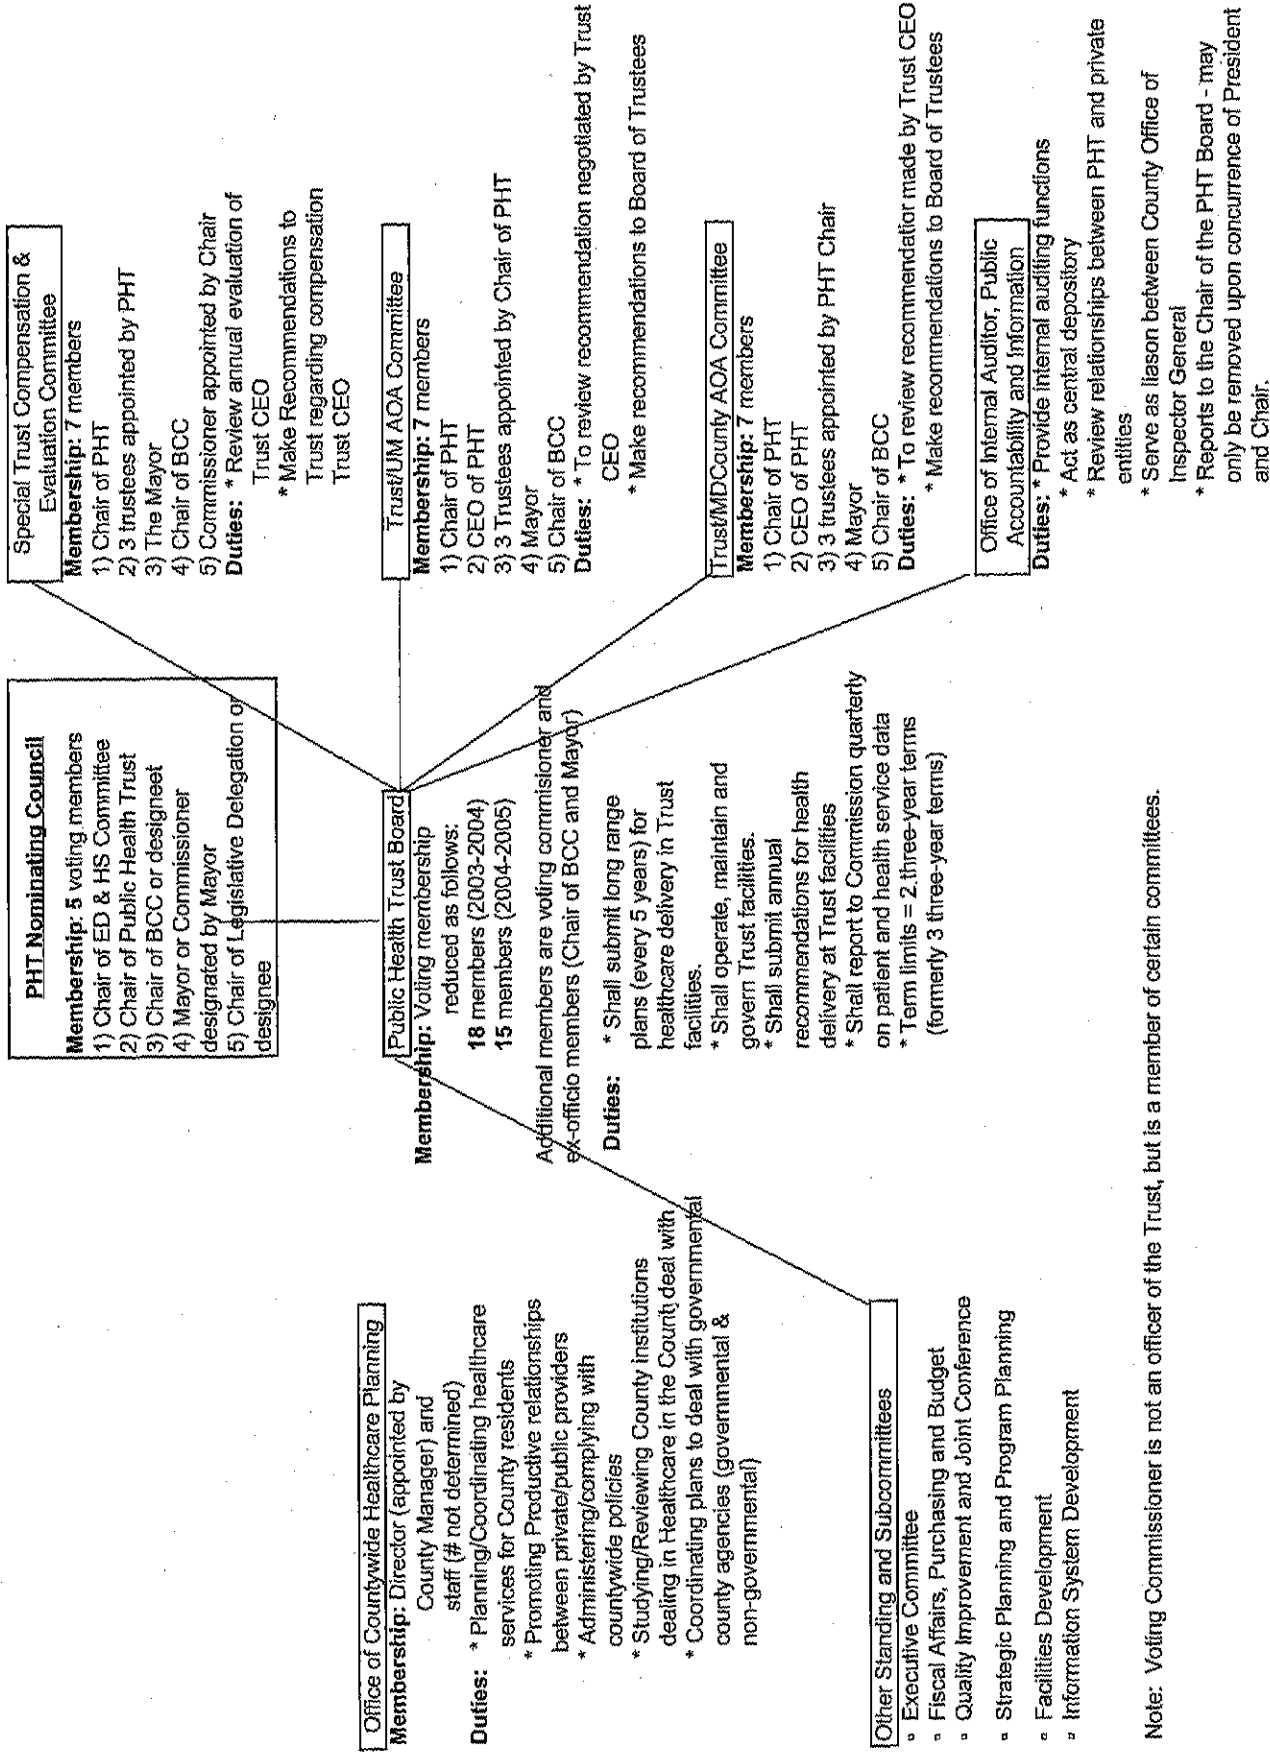 PHT Nominating Council
Membership: 5 voting members
1) Chair of ED & HS Committee
2) Chair of Public Health Trust
3) Chair of BCC or designeet
4) Mayor or Commissioner
designated by Mayor
5) Chair of Legislative Delegation or
designee
Special Trust Compensation &
Evaluation Committee
Membership: 7 members
1) Chair of PHT
2) 3 trustees appointed by PHT
3) The Mayor
4) Chair of BCC
5) Commissioner appointed by Chair
Duties: * Review annual evaluation of
Trust CEO
* Make Recommendations to
Trust regarding compensation
Trust CEO
Office of Countywide Healthcare Planning
Membership: Director (appointed by
County Manager) and
staff (# not determined)
Duties: * Planning/Coordinating healthcare
services for County residents
* Promoting Productive relationships
between private/public providers
* Administering/complying with
countywide policies
* Studying/Reviewing County institutions
dealing in Healthcare in the County deal with
* Coordinating plans to deal with governmental
county agencies (governmental &
non-governmental)
Public Health Trust Board
Membership: Voting membership
reduced as follows:
18 members (2003-2004)
15 members (2004-2005)
Additional members are voting commisioner and
ex-officio members (Chair of BCC and Mayor)
Duties: * Shall submit long range
plans (every 5 years) for
healthcare delivery in Trust
facilities.
* Shall operate, maintain and
govern Trust facilities.
* Shall submit annual
recommendations for health
delivery at Trust facilities
* Shall report to Commission quarterly
on patient and health service data
* Term limits = 2 three-year terms
(formerly 3 three-year terms)
Trust/UM AOA Committee
Membership: 7 members
1) Chair of PHT
2) CEO of PHT
3) 3 Trustees appointed by Chair of PHT
4) Mayor
5) Chair of BCC
Duties: * To review recommendation negotiated by Trust
CEO
* Make recommendations to Board of Trustees
Trust/MDCounty AOA Committee
Membership: 7 members
1) Chair of PHT
2) CEO of PHT
3) 3 trustees appointed by PHT Chair
4) Mayor
5) Chair of BCC
Duties: * To review recommendation made by Trust CEO
* Make recommendations to Board of Trustees
Other Standing and Subcommittees
▫ Executive Committee
▫ Fiscal Affairs, Purchasing and Budget
▫ Quality Improvement and Joint Conference
▫ Strategic Planning and Program Planning
▫ Facilities Development
▫ Information System Development
Office of Internal Auditor, Public
Accountability and Information
Duties: * Provide internal auditing functions
* Act as central depository
* Review relationships between PHT and private
entities
* Serve as liason between County Office of
Inspector General
* Reports to the Chair of the PHT Board - may
only be removed upon concurrence of President
and Chair.
Note: Voting Commissioner is not an officer of the Trust, but is a member of certain committees.